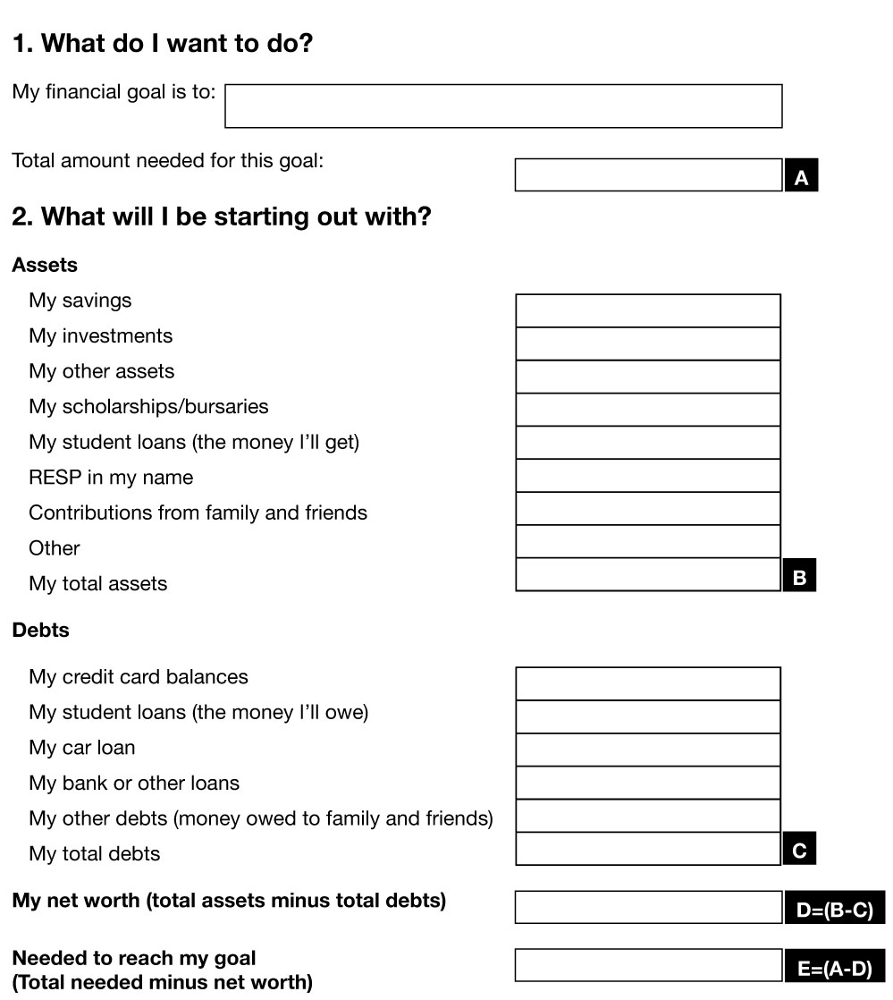 1. What do I want to do?
My financial goal is to:
Total amount needed for this goal:
A
2. What will I be starting out with?
Assets
My savings
My investments
My other assets
My scholarships/bursaries
My student loans (the money I’ll get)
RESP in my name
Contributions from family and friends
Other
My total assets
B
Debts
My credit card balances
My student loans (the money I’ll owe)
My car loan
My bank or other loans
My other debts (money owed to family and friends)
My total debts
C
My net worth (total assets minus total debts)
D=(B-C)
Needed to reach my goal
(Total needed minus net worth)
E=(A-D)